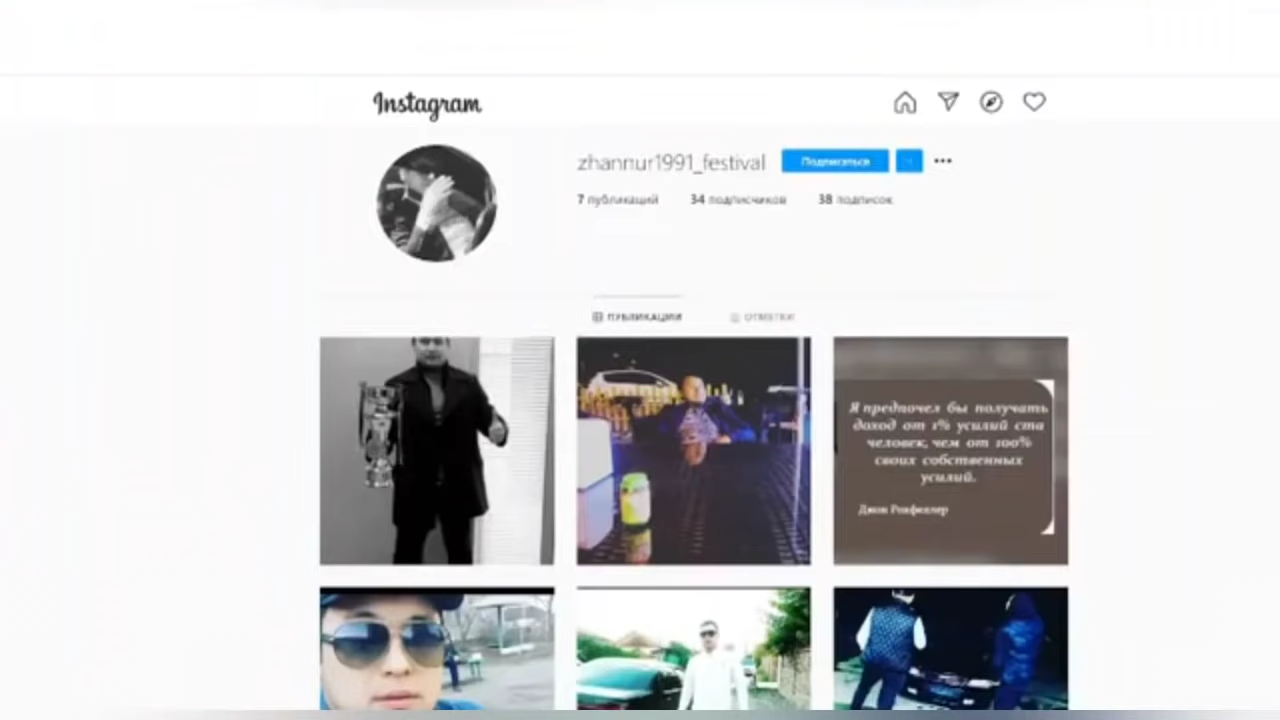 Instagram
zhannur1991_festival
Подписаться
7 публикаций
34 подписчиков
38 подписок
ПУБЛИКАЦИИ
ОТМЕТКИ
Я предпочел бы получать
доход от 1% усилий ста
человек, чем от 100%
своих собственных
усилий.
Джон Рокфеллер